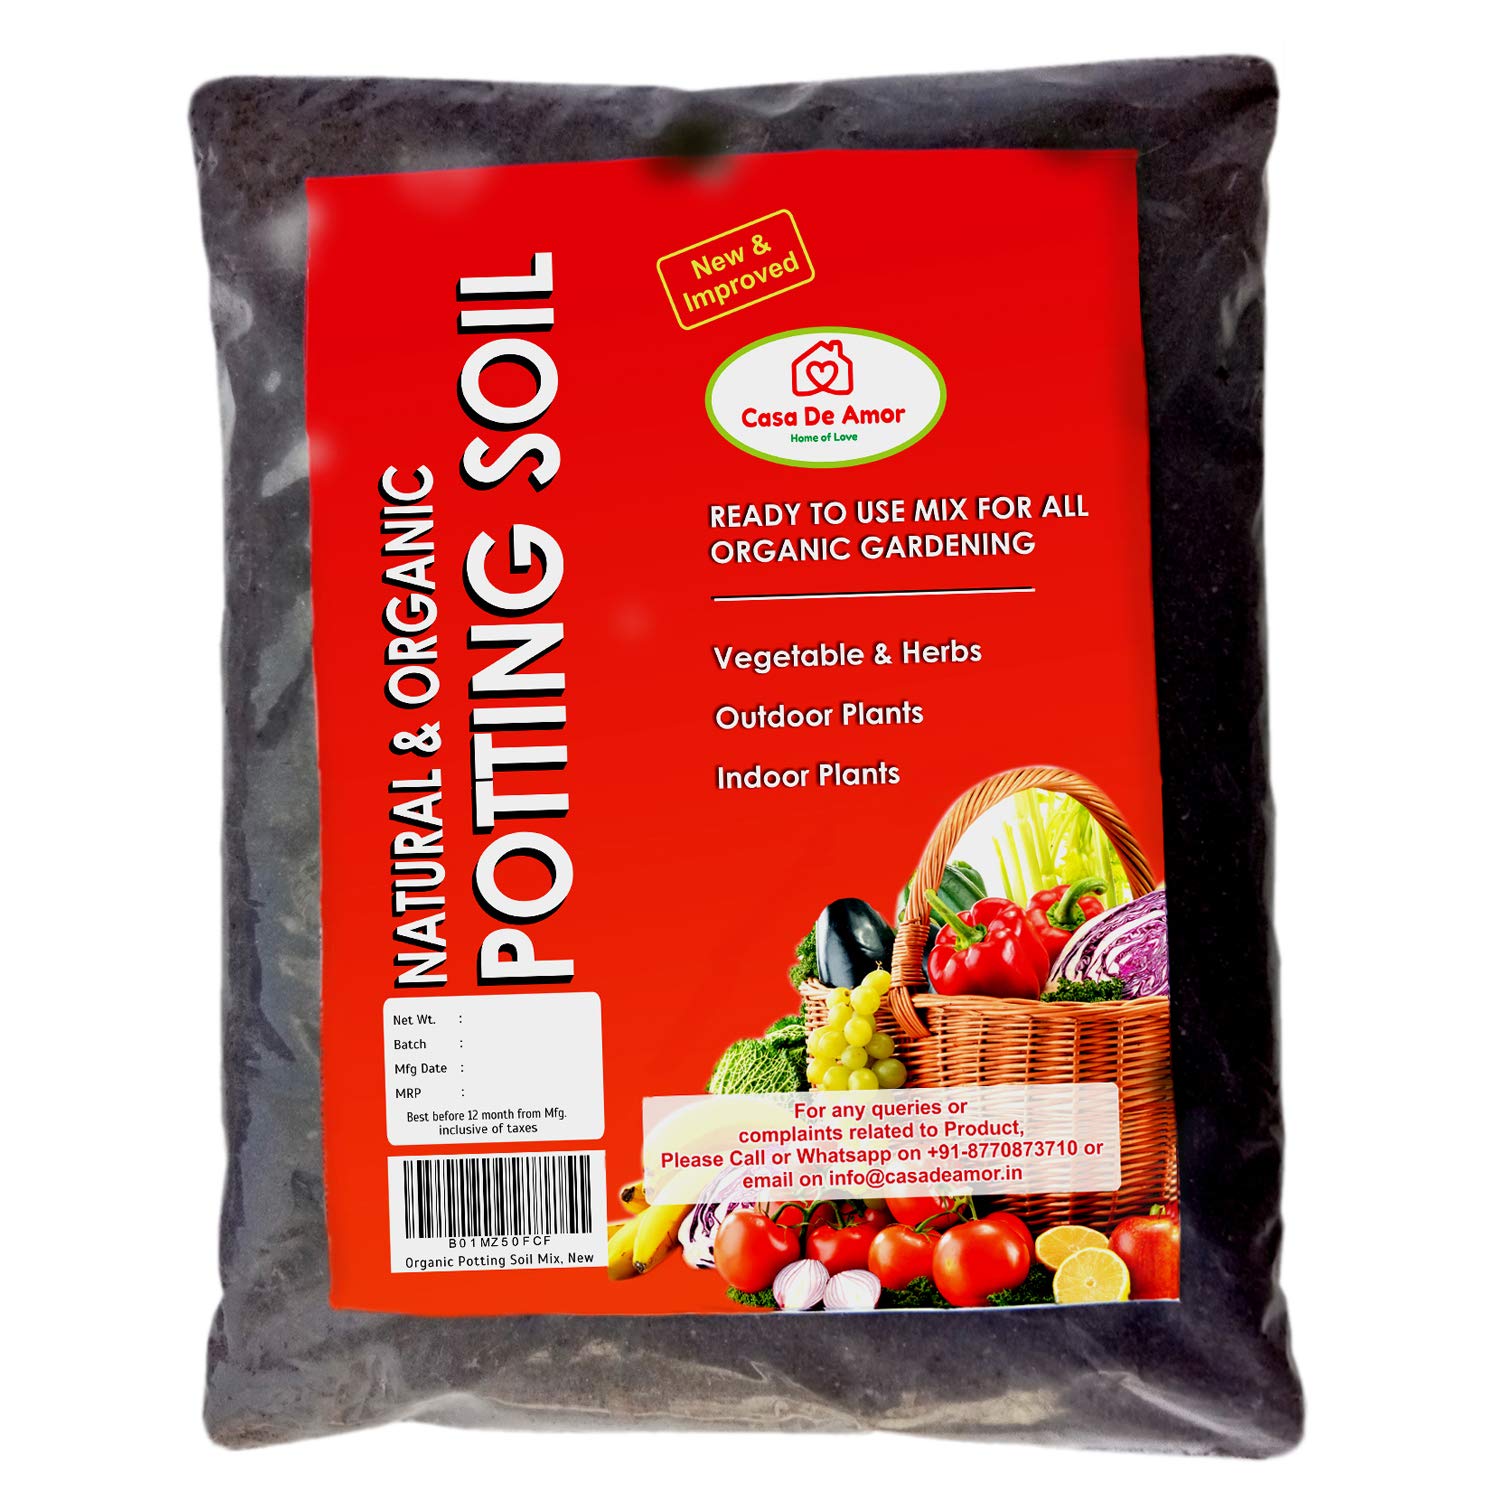 New &
Improved
Casa De Amor
Home of Love
NATURAL & ORGANIC
POTTING SOIL
READY TO USE MIX FOR ALL
ORGANIC GARDENING
Vegetable & Herbs
Outdoor Plants
Indoor Plants
Net Wt. :
Batch :
Mfg Date :
MRP :
Best before 12 month from Mfg.
inclusive of taxes
B01MZ50FCF
Organic Potting Soil Mix, New
For any queries or
complaints related to Product,
Please Call or Whatsapp on +91-8770873710 or
email on info@casadeamor.in